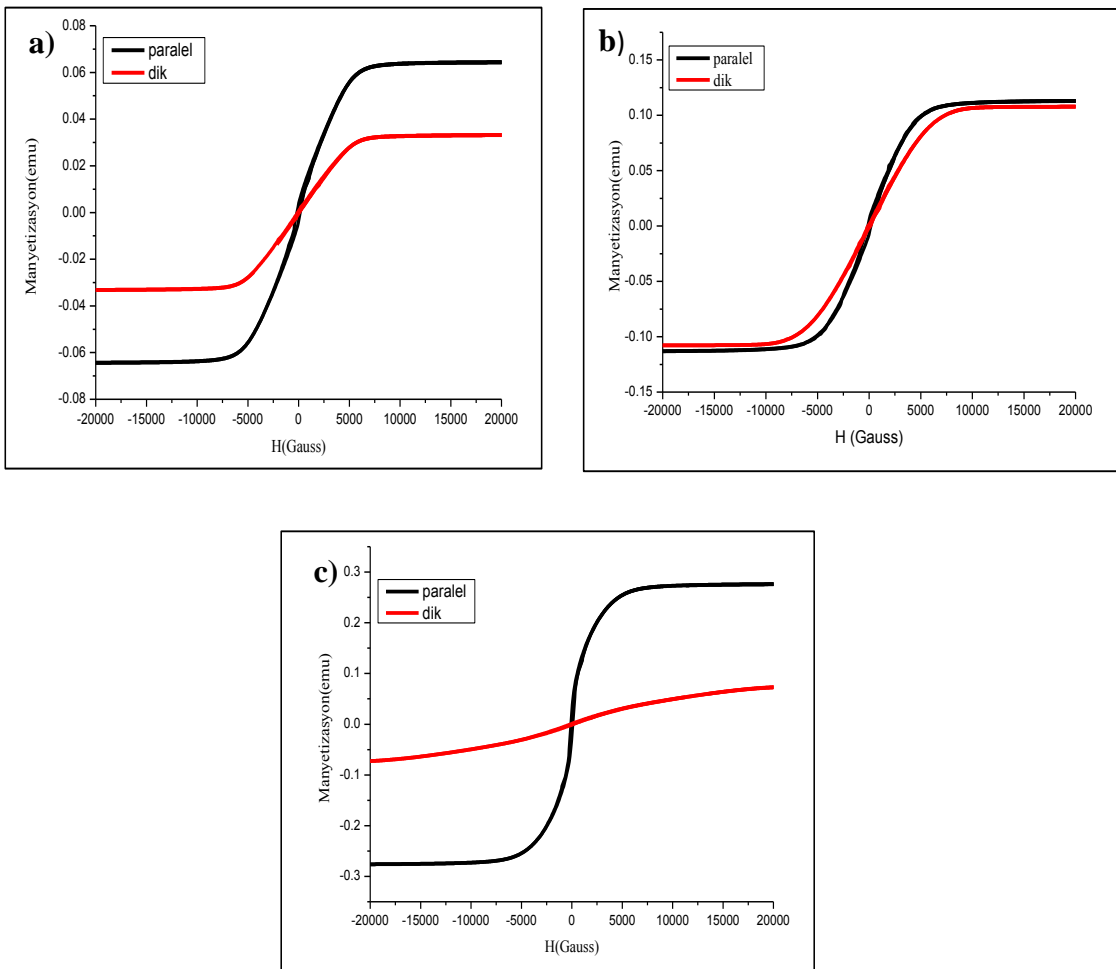 a)
paralel
dik
0.08
0.06
0.04
0.02
0.00
-0.02
-0.04
-0.06
-0.08
Manyetizasyon(emu)
-20000 -15000 -10000 -5000 0 5000 10000 15000 20000
H(Gauss)
b)
paralel
dik
0.15
0.10
0.05
0.00
-0.05
-0.10
-0.15
Manyetizasyon(emu)
-20000 -15000 -10000 -5000 0 5000 10000 15000 20000
H (Gauss)
c)
paralel
dik
0.3
0.2
0.1
0.0
-0.1
-0.2
-0.3
Manyetizasyon(emu)
-20000 -15000 -10000 -5000 0 5000 10000 15000 20000
H(Gauss)